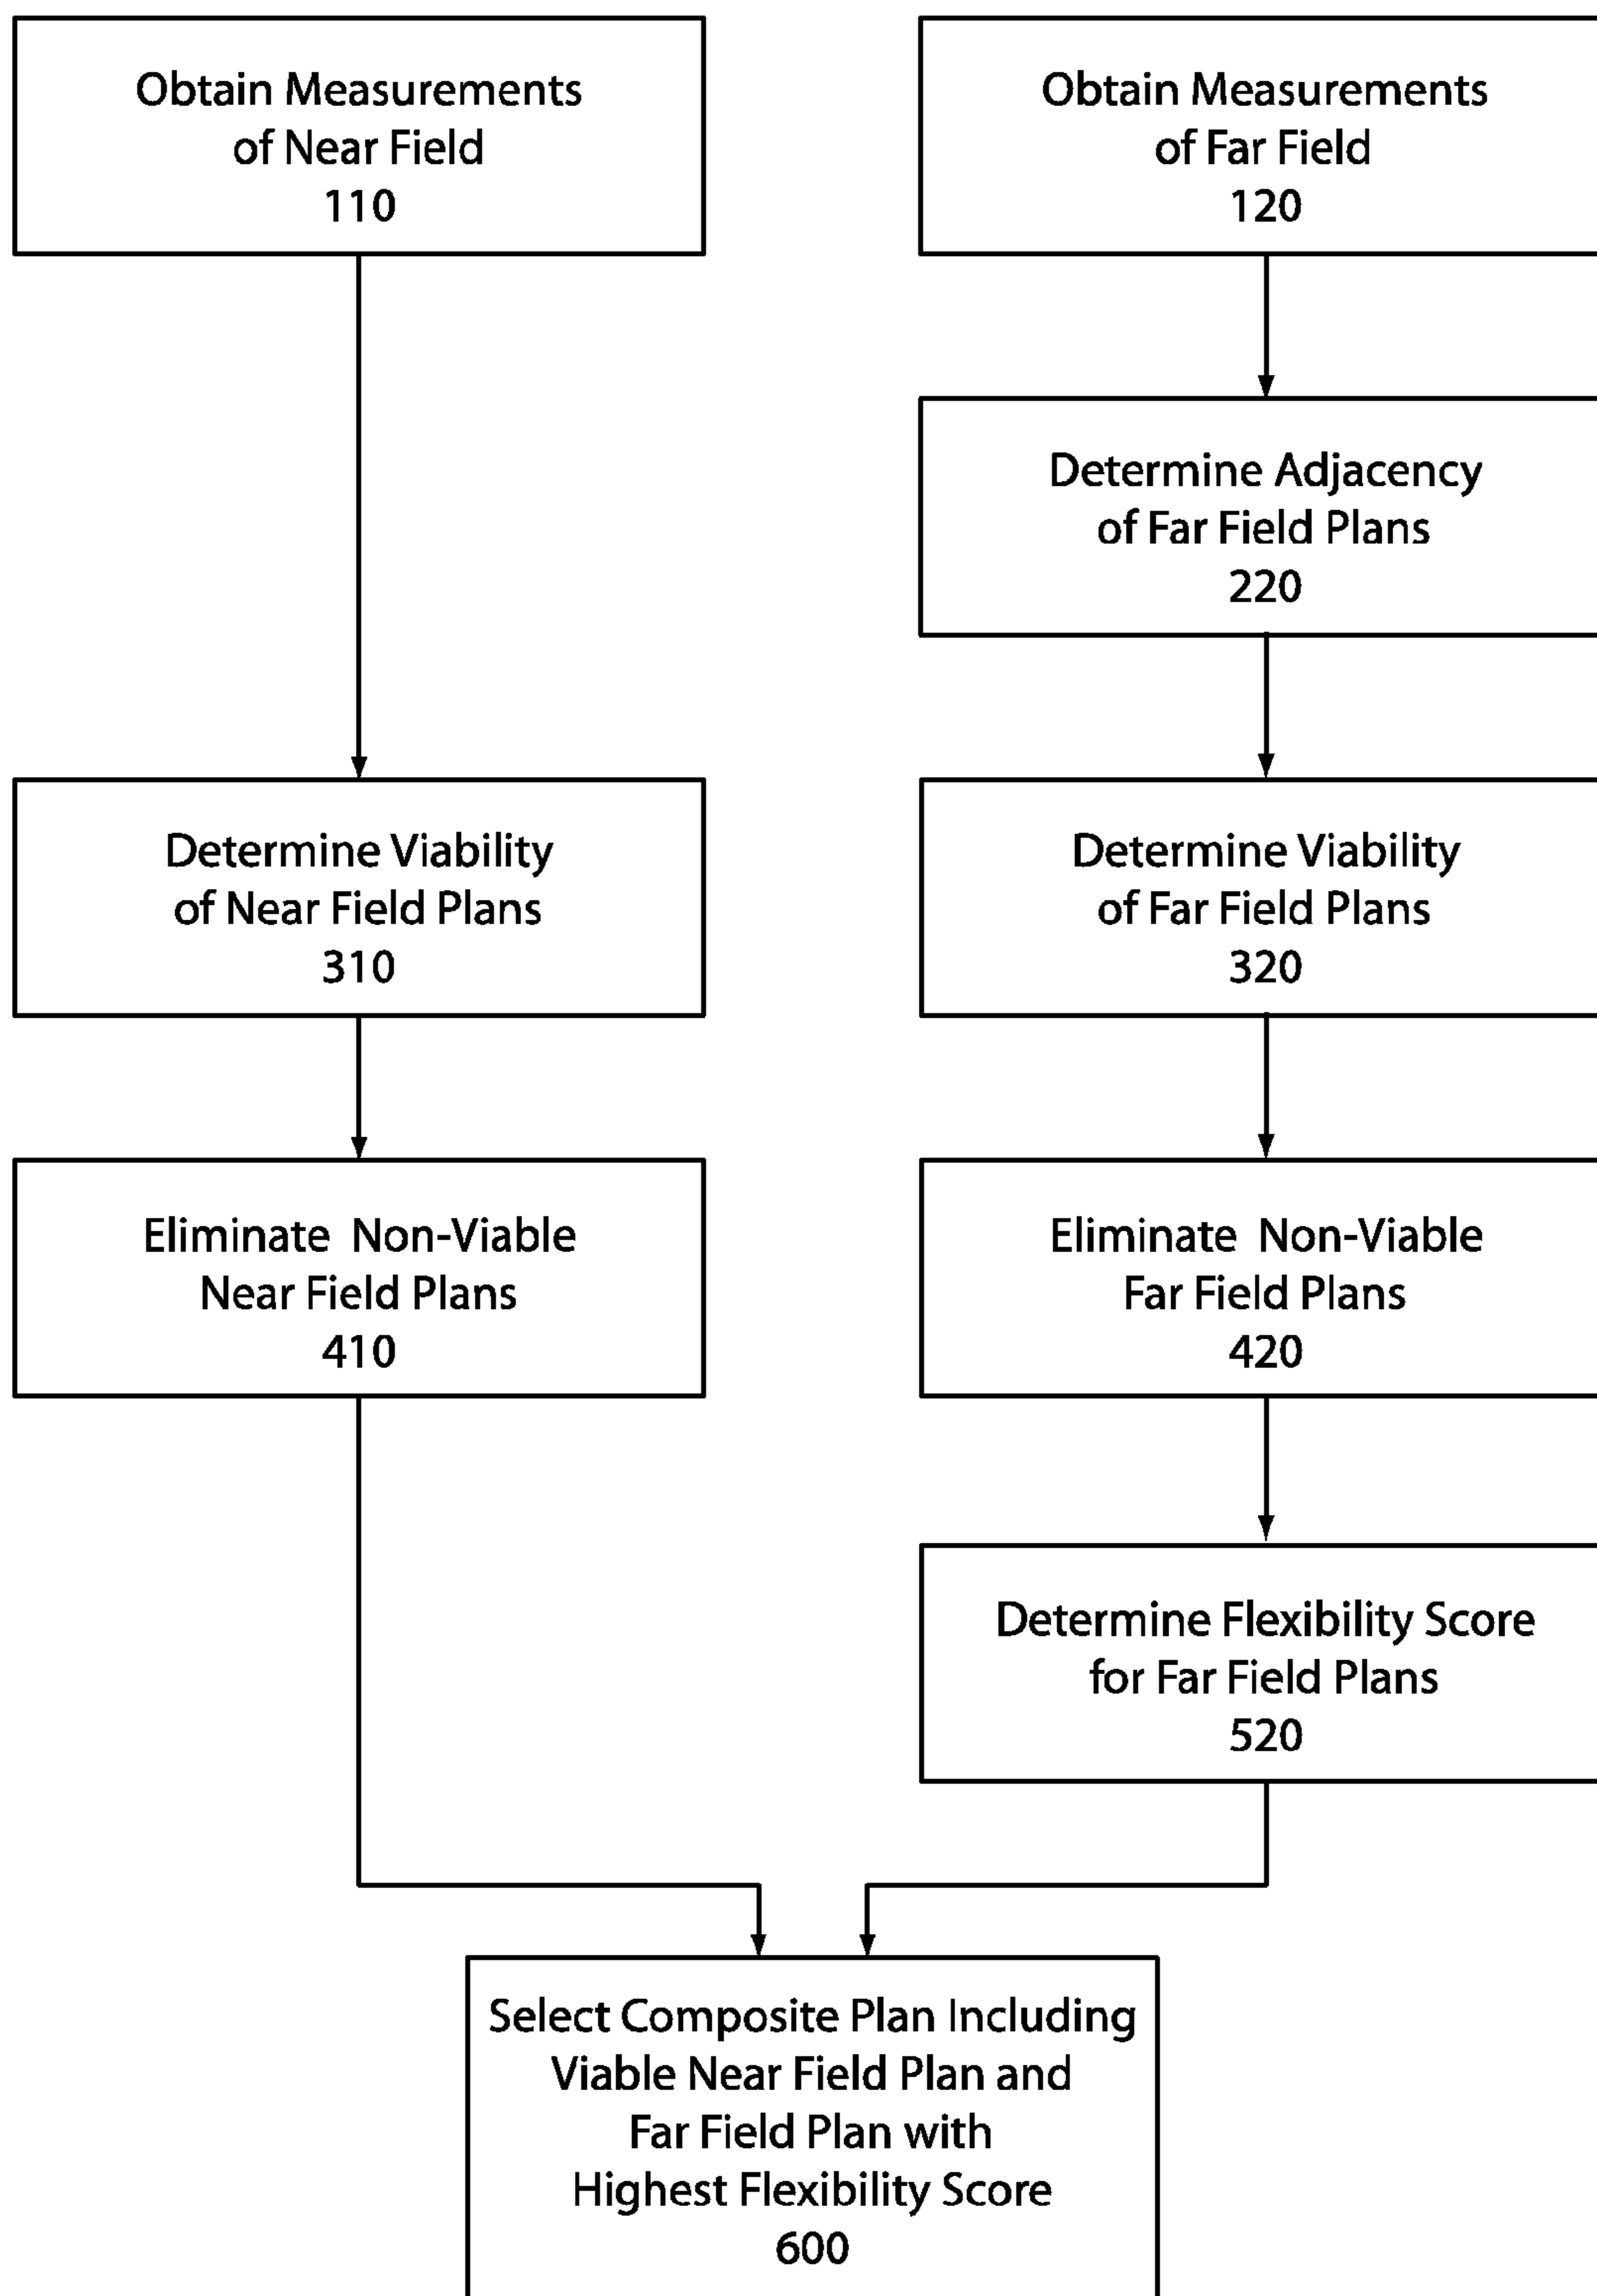 Obtain Measurements
of Near Field
110
Obtain Measurements
of Far Field
120
Determine Adjacency
of Far Field Plans
220
Determine Viability
of Near Field Plans
310
Determine Viability
of Far Field Plans
320
Eliminate  Non-Viable
Near Field Plans
410
Eliminate  Non-Viable
Far Field Plans
420
Determine Flexibility Score
for Far Field Plans
520
Select Composite Plan Including
Viable Near Field Plan and
Far Field Plan with
Highest Flexibility Score
600